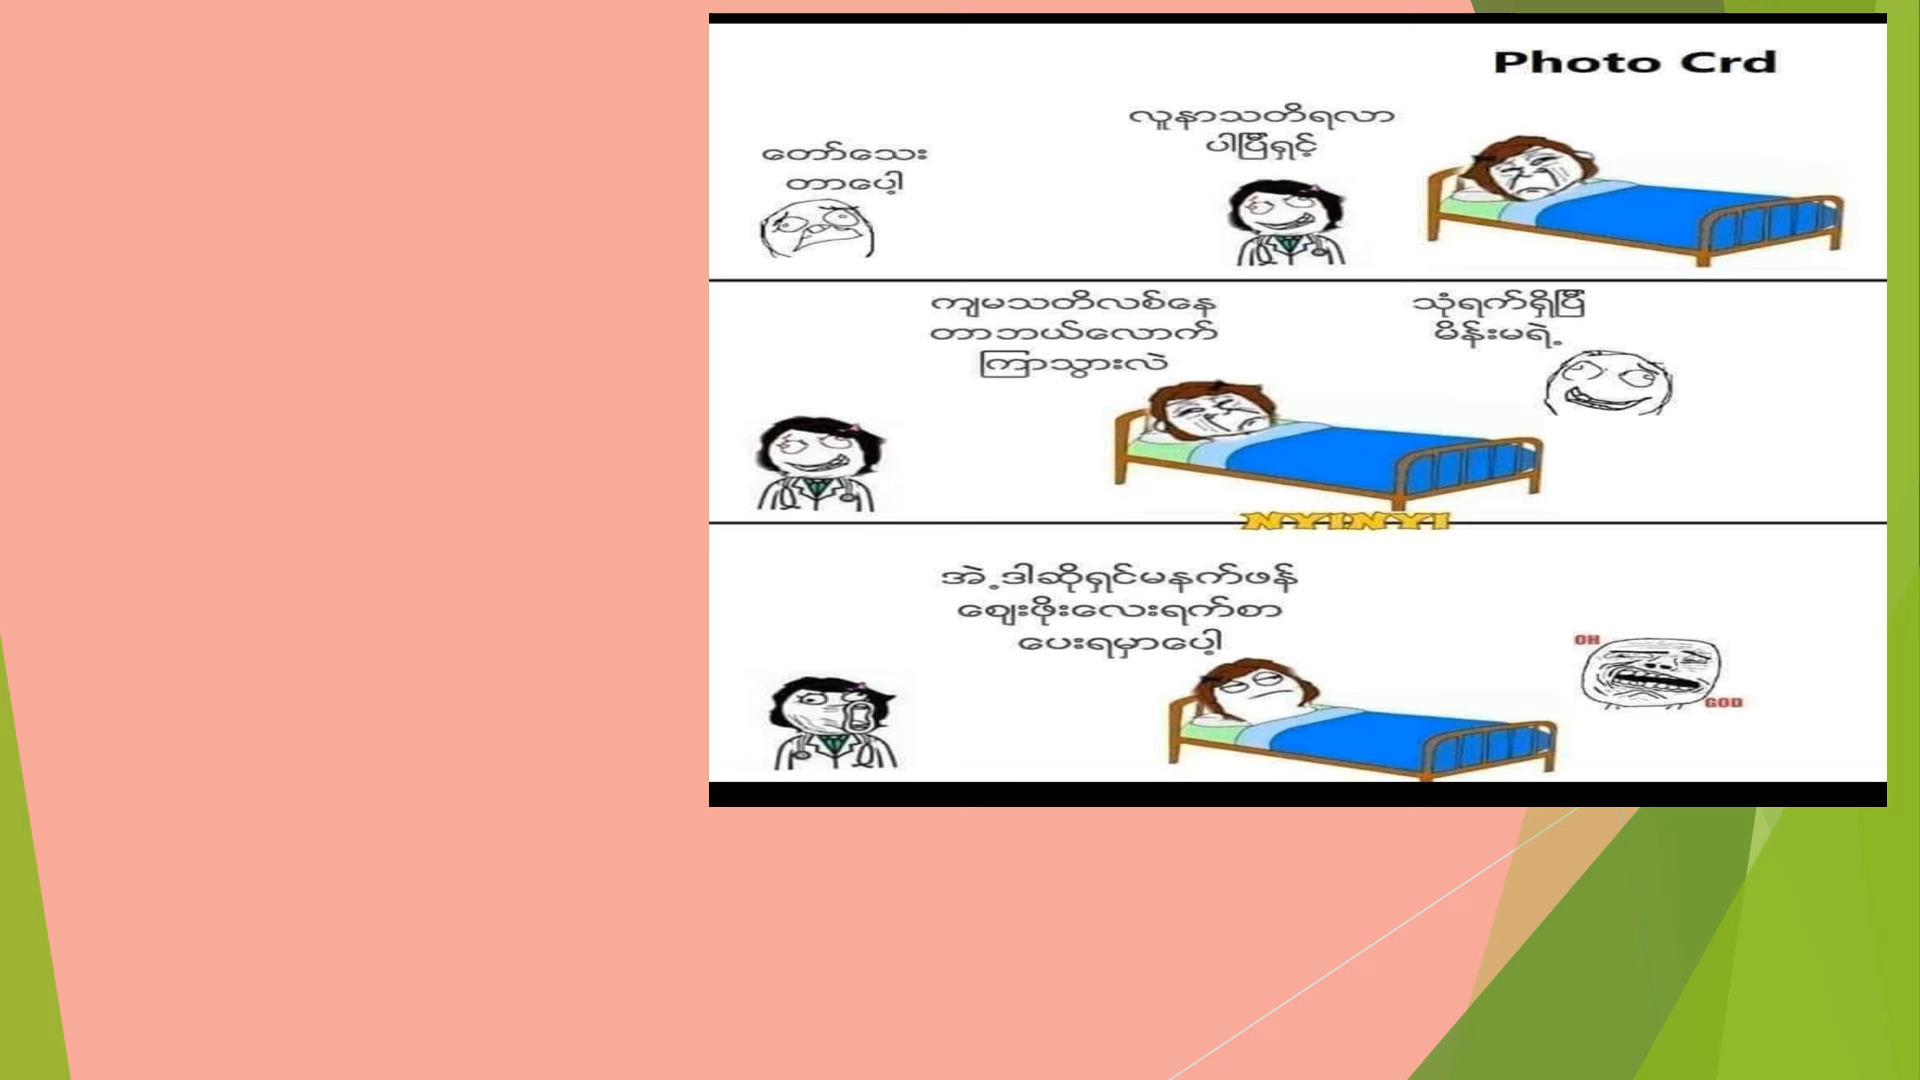 Photo Crd
လူနာသတိရလာ
ပါပြီရှင့်
တော်သေး
တာပေါ့
ကျမသတိလစ်နေ
တာဘယ်လောက်
ကြာသွားလဲ
သုံရက်ရှိပြီ
မိန်းမရဲ့
NYI NYI
အဲ့ဒါဆိုရှင်မနက်ဖန်
ဈေးဖိုးလေးရက်စာ
ပေးရမှာပေါ့
OH
GOD